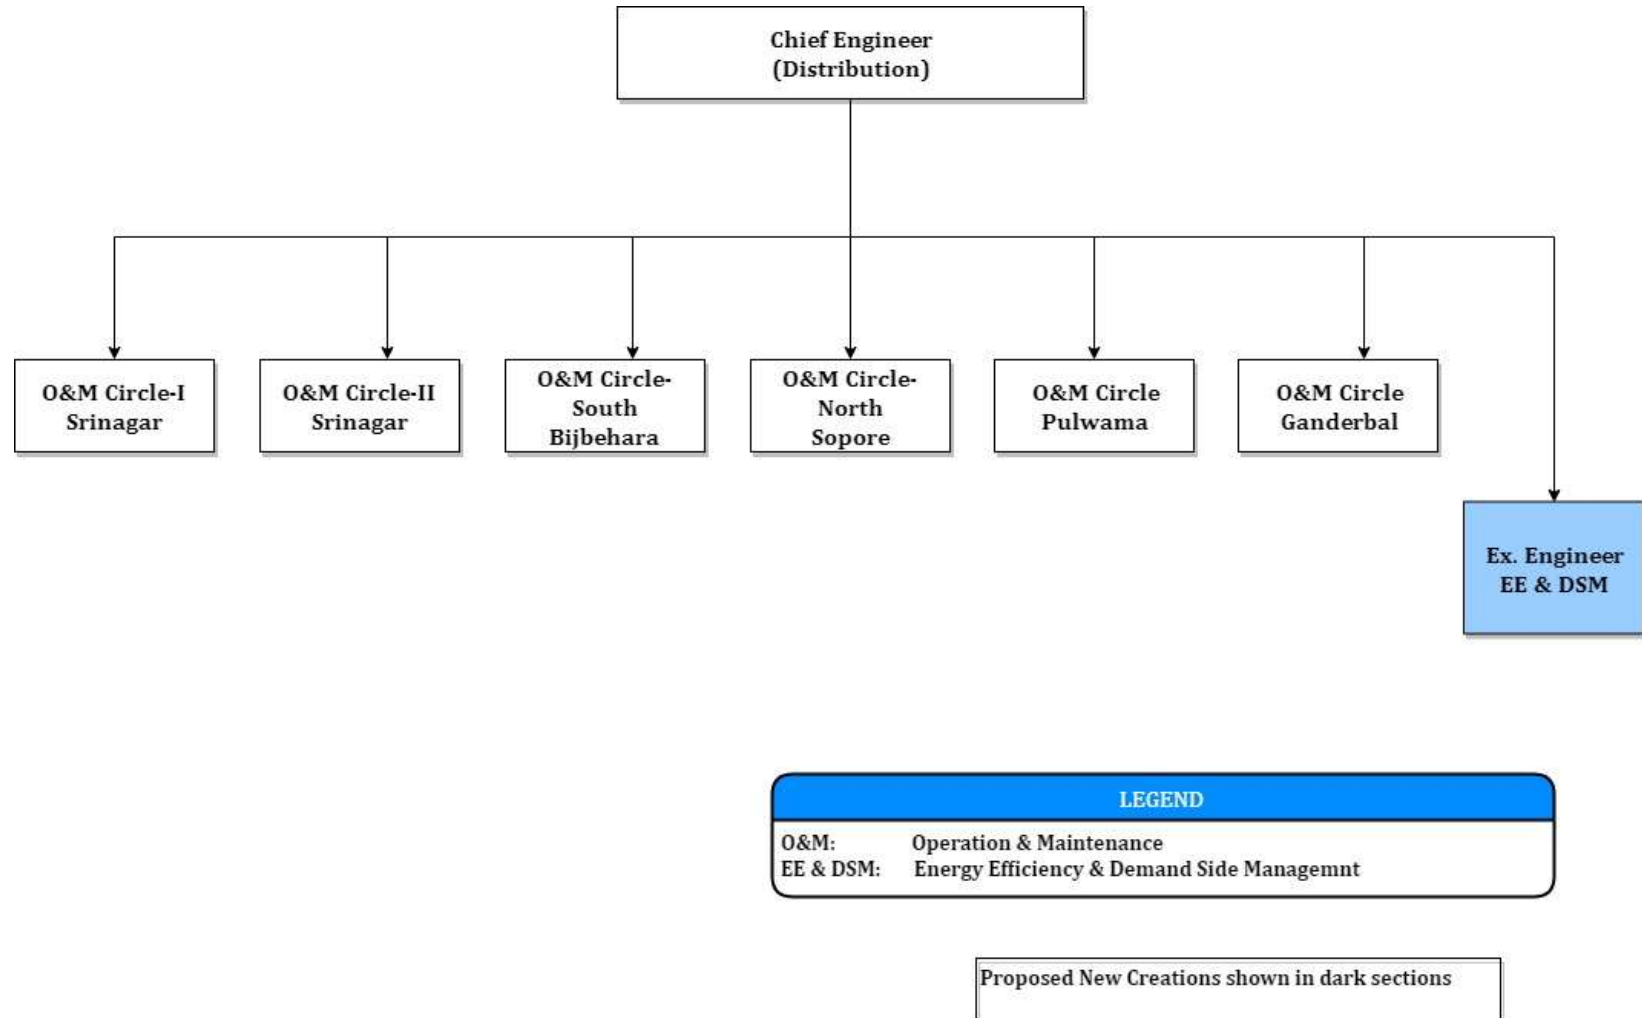 Chief Engineer
(Distribution)
O&M Circle-I
Srinagar
O&M Circle-II
Srinagar
O&M Circle-
South
Bijbehara
O&M Circle-
North
Sopore
O&M Circle
Pulwama
O&M Circle
Ganderbal
Ex. Engineer
EE & DSM
LEGEND
O&M: Operation & Maintenance
EE & DSM: Energy Efficiency & Demand Side Managemnt
Proposed New Creations shown in dark sections